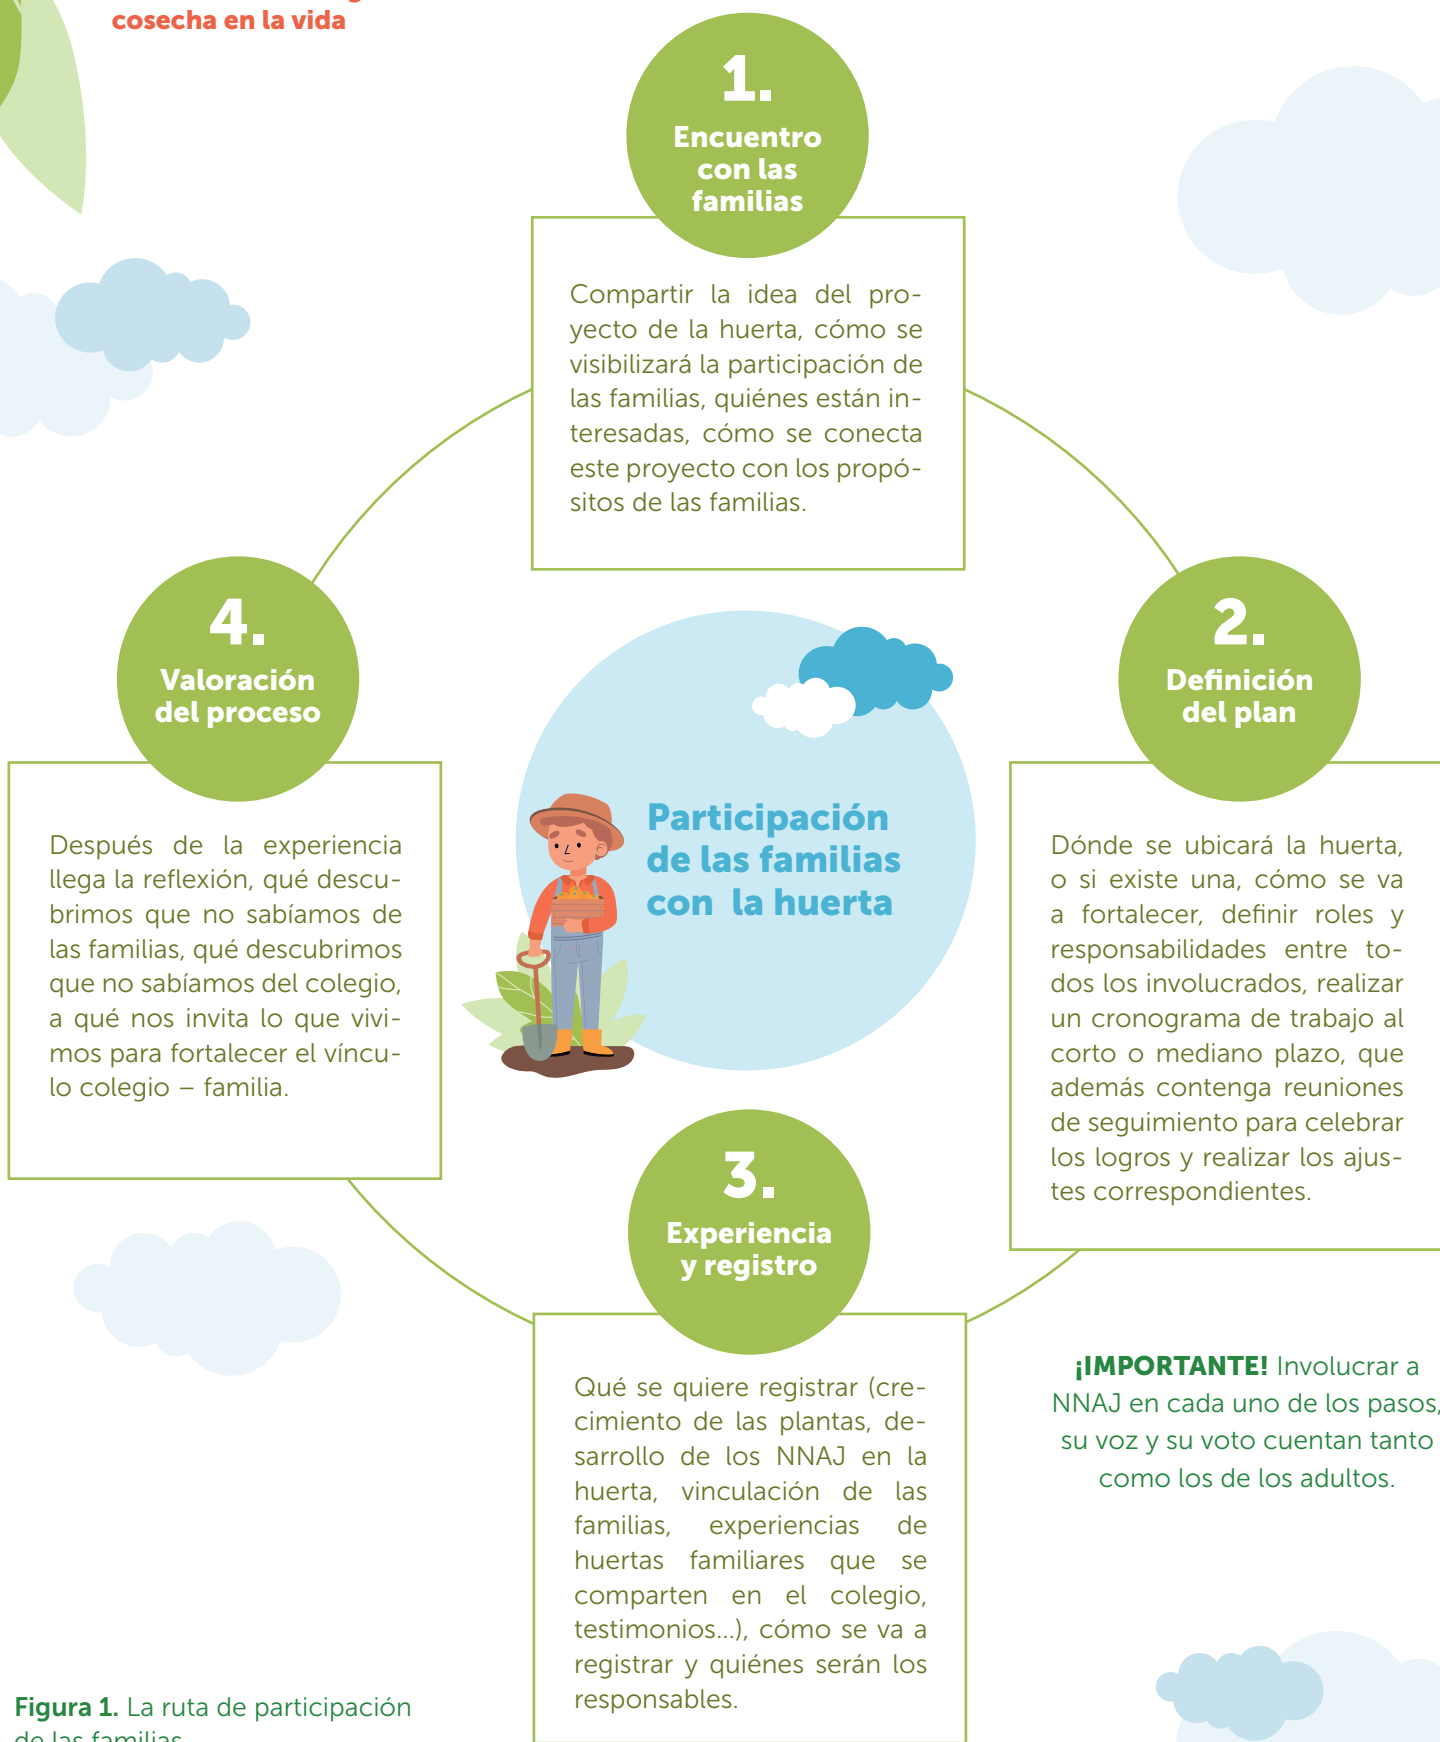 cosecha en la vida
1.
Encuentro
con las
familias
Compartir la idea del pro-
yecto de la huerta, cómo se
visibilizará la participación de
las familias, quiénes están in-
teresadas, cómo se conecta
este proyecto con los propó-
sitos de las familias.
2.
Definición
del plan
Dónde se ubicará la huerta,
o si existe una, cómo se va
a fortalecer, definir roles y
responsabilidades entre to-
dos los involucrados, realizar
un cronograma de trabajo al
corto o mediano plazo, que
además contenga reuniones
de seguimiento para celebrar
los logros y realizar los ajus-
tes correspondientes.
3.
Experiencia
y registro
Qué se quiere registrar (cre-
cimiento de las plantas, de-
sarrollo de los NNAJ en la
huerta, vinculación de las
familias, experiencias de
huertas familiares que se
comparten en el colegio,
testimonios...), cómo se va a
registrar y quiénes serán los
responsables.
4.
Valoración
del proceso
Después de la experiencia
llega la reflexión, qué descu-
brimos que no sabíamos de
las familias, qué descubrimos
que no sabíamos del colegio,
a qué nos invita lo que vivi-
mos para fortalecer el víncu-
lo colegio – familia.
Participación
de las familias
con la huerta
¡IMPORTANTE! Involucrar a
NNAJ en cada uno de los pasos,
su voz y su voto cuentan tanto
como los de los adultos.
Figura 1. La ruta de participación
de las familias